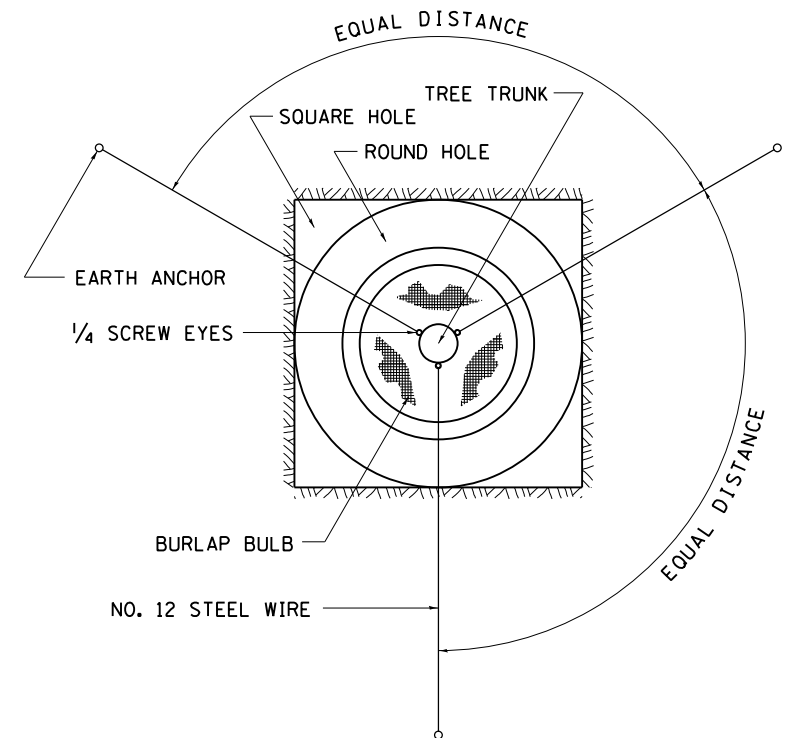 EQUAL DISTANCE
TREE TRUNK
SQUARE HOLE
ROUND HOLE
EARTH ANCHOR
1/4 SCREW EYES
BURLAP BULB
EQUAL DISTANCE
NO. 12 STEEL WIRE